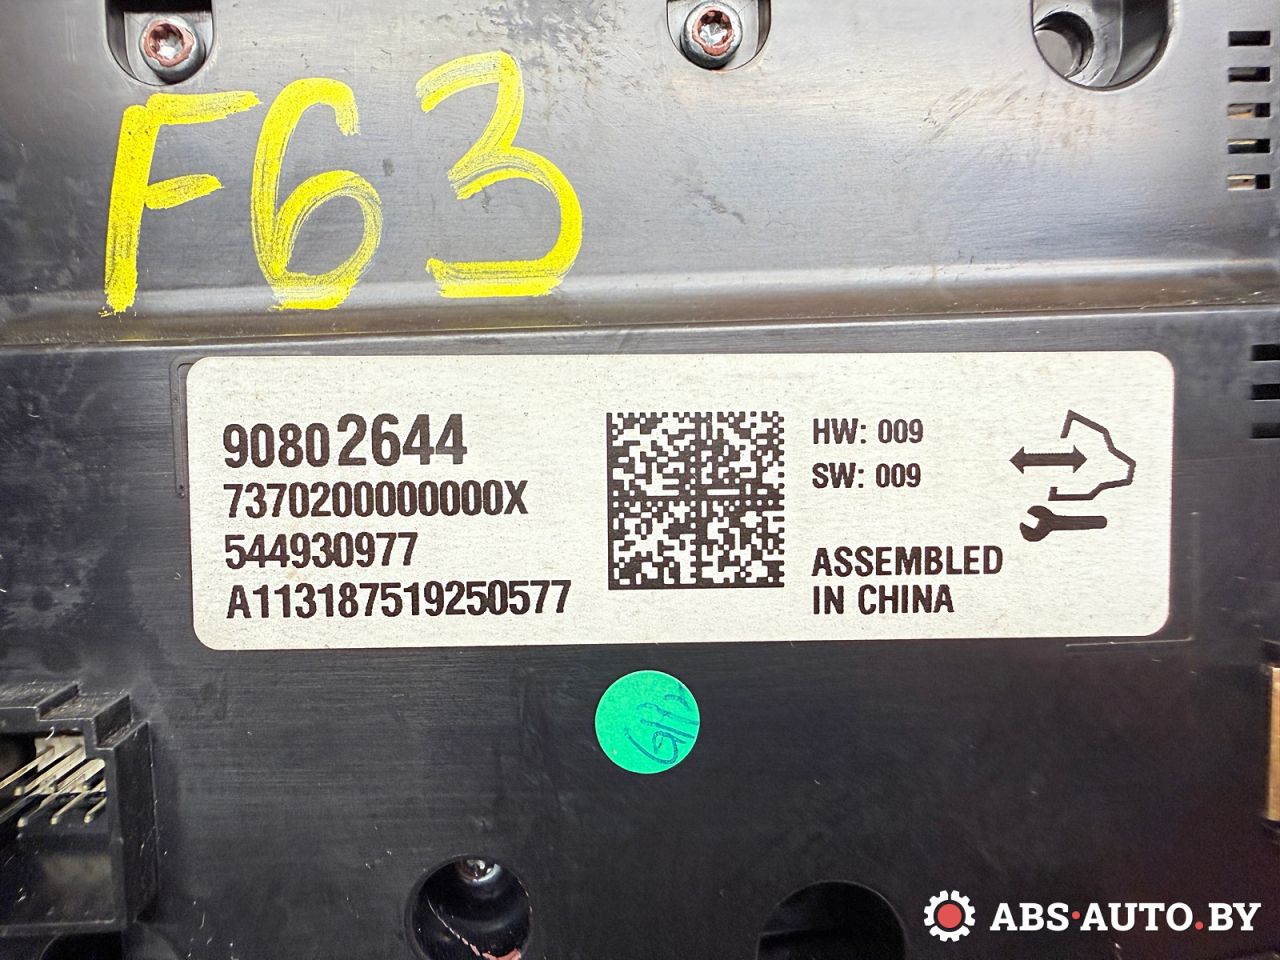 F63
90802644
7370200000000X
544930977
A113187519250577
HW: 009
SW: 009
ASSEMBLED
IN CHINA
ABS·AUTO.BY